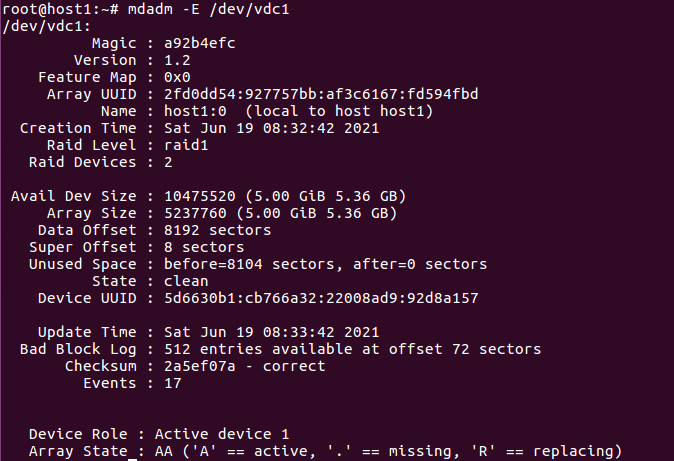 root@host1:~# mdadm -E /dev/vdc1
/dev/vdc1:
Magic : a92b4efc
Version : 1.2
Feature Map : 0x0
Array UUID : 2fd0dd54:927757bb:af3c6167:fd594fbd
Name : host1:0  (local to host host1)
Creation Time : Sat Jun 19 08:32:42 2021
Raid Level : raid1
Raid Devices : 2
Avail Dev Size : 10475520 (5.00 GiB 5.36 GB)
Array Size : 5237760 (5.00 GiB 5.36 GB)
Data Offset : 8192 sectors
Super Offset : 8 sectors
Unused Space : before=8104 sectors, after=0 sectors
State : clean
Device UUID : 5d6630b1:cb766a32:22008ad9:92d8a157
Update Time : Sat Jun 19 08:33:42 2021
Bad Block Log : 512 entries available at offset 72 sectors
Checksum : 2a5ef07a - correct
Events : 17
Device Role : Active device 1
Array State : AA ('A' == active, '.' == missing, 'R' == replacing)